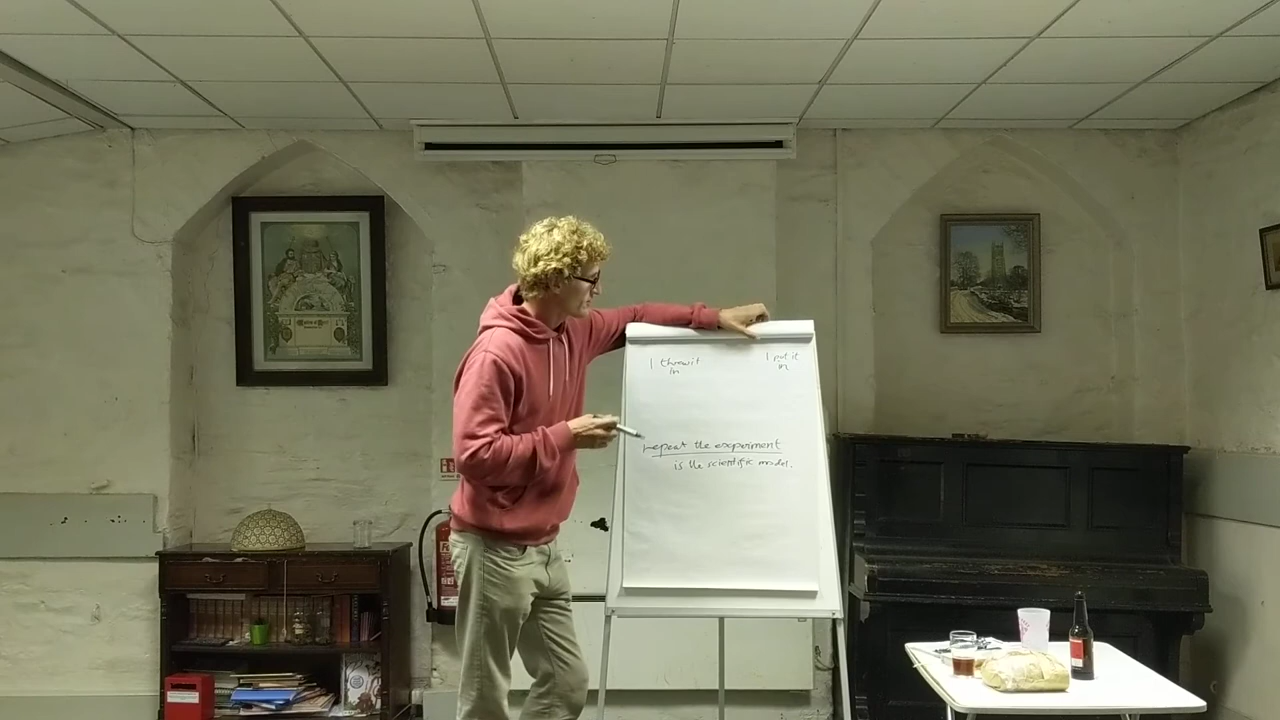 I threw it
in
I put it
in
repeat the experiment
is the scientific model.